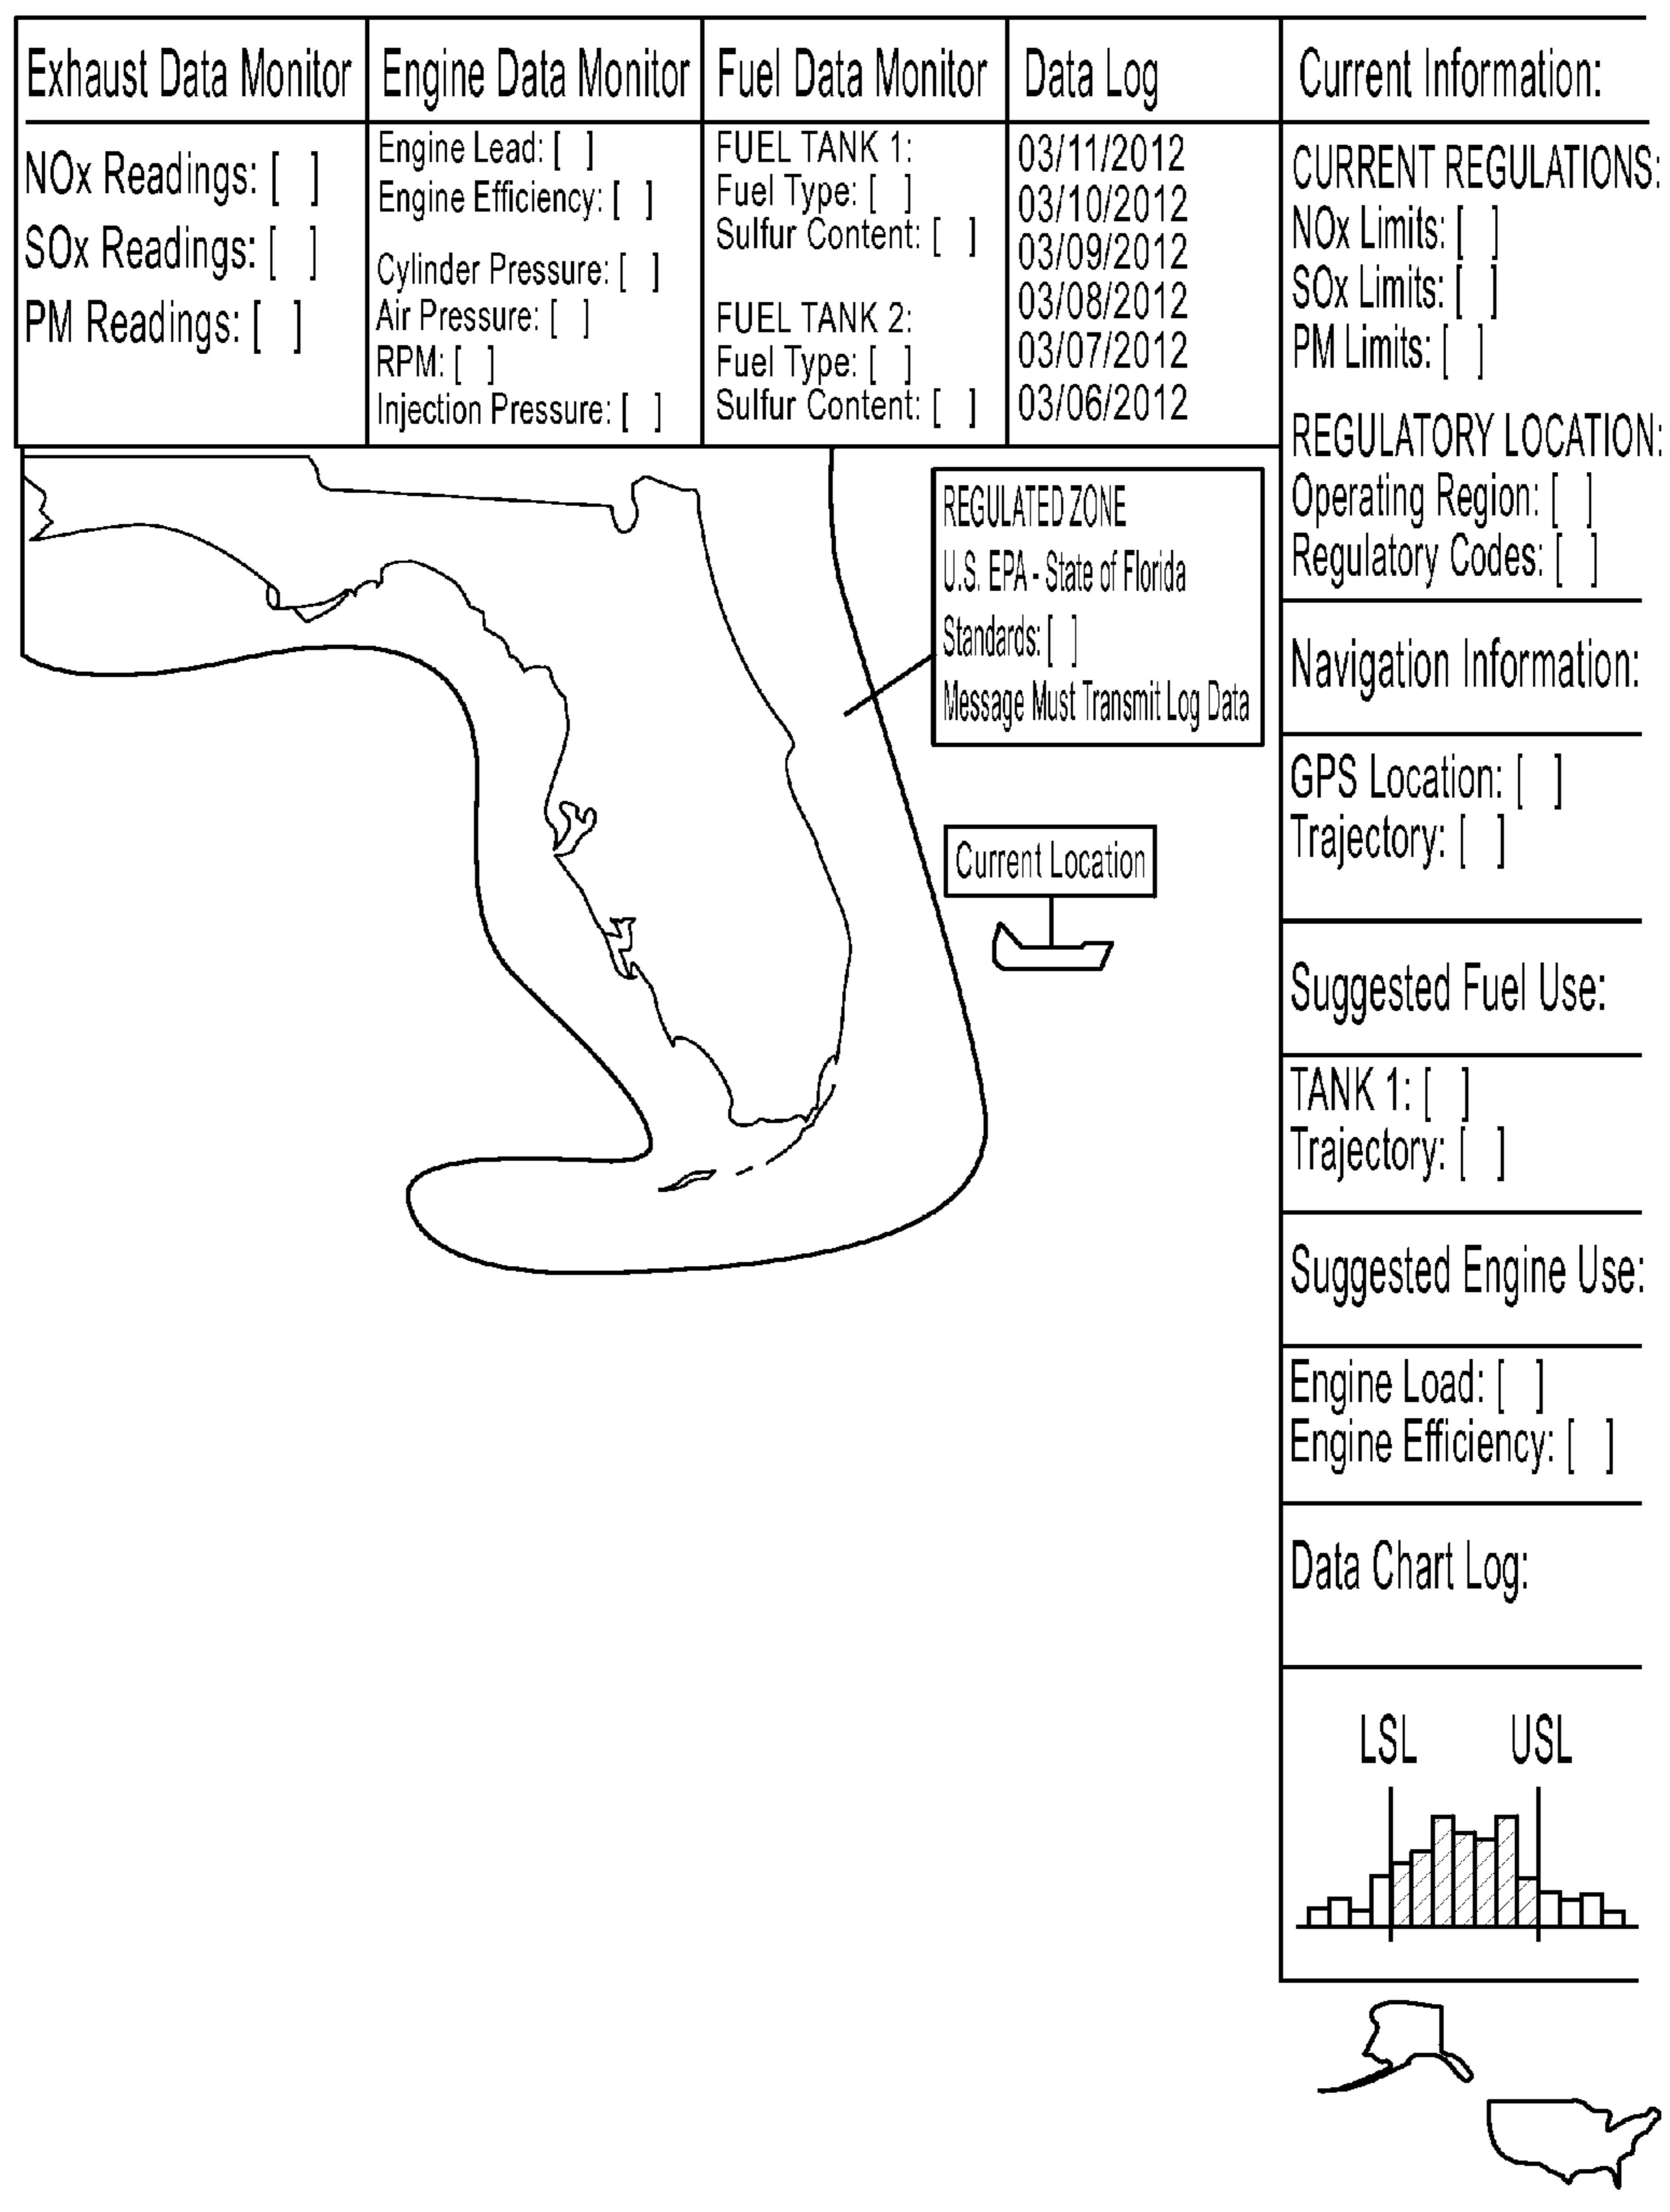 Exhaust Data Monitor
NOx Readings: [ ]
SOx Readings: [ ]
PM Readings: [ ]
Engine Data Monitor
Engine Lead: [ ]
Engine Efficiency: [ ]
Cylinder Pressure: [ ]
Air Pressure: [ ]
RPM: [ ]
Injection Pressure: [ ]
Fuel Data Monitor
FUEL TANK 1:
Fuel Type: [ ]
Sulfur Content: [ ]
FUEL TANK 2:
Fuel Type: [ ]
Sulfur Content: [ ]
Data Log
03/11/2012
03/10/2012
03/09/2012
03/08/2012
03/07/2012
03/06/2012
Current Information:
CURRENT REGULATIONS:
NOx Limits: [ ]
SOx Limits: [ ]
PM Limits: [ ]
REGULATORY LOCATION:
Operating Region: [ ]
Regulatory Codes: [ ]
Navigation Information:
GPS Location: [ ]
Trajectory: [ ]
Suggested Fuel Use:
TANK 1: [ ]
Trajectory: [ ]
Suggested Engine Use:
Engine Load: [ ]
Engine Efficiency: [ ]
Data Chart Log:
LSL USL
REGULATED ZONE
U.S. EPA - State of Florida
Standards: [ ]
Message Must Transmit Log Data
Current Location